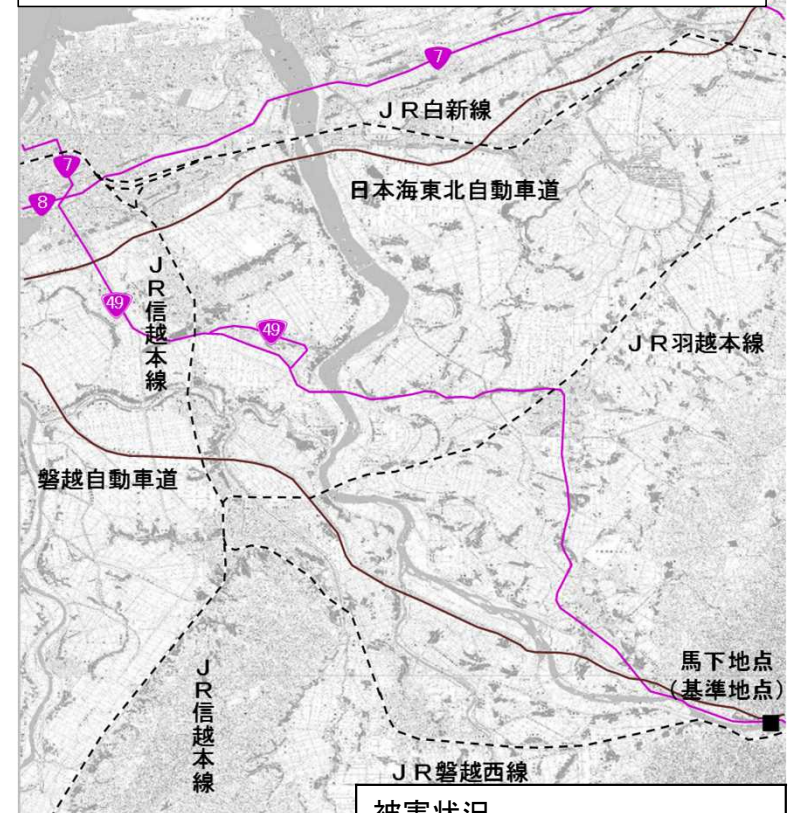 7
JR白新線
7
日本海東北自動車道
8
JR信越本線
49
49
JR羽越本線
磐越自動車道
馬下地点
(基準地点)
JR信越本線
JR磐越西線
被害状況